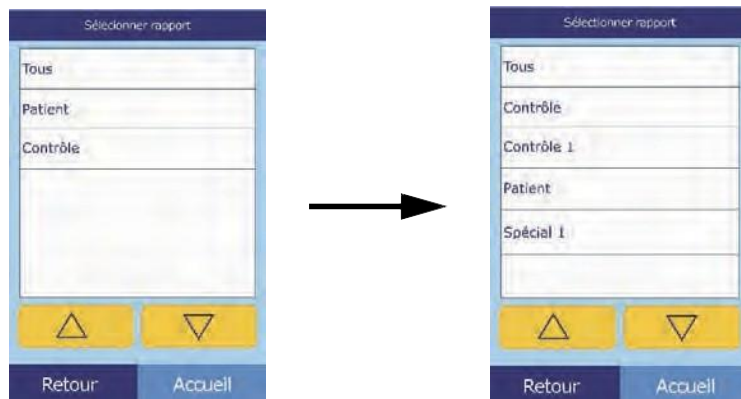 Sélectionner rapport
Tous
Patient
Contrôle
Retour Accueil
Sélectionner rapport
Tous
Contrôle
Contrôle 1
Patient
Spécial 1
Retour Accueil